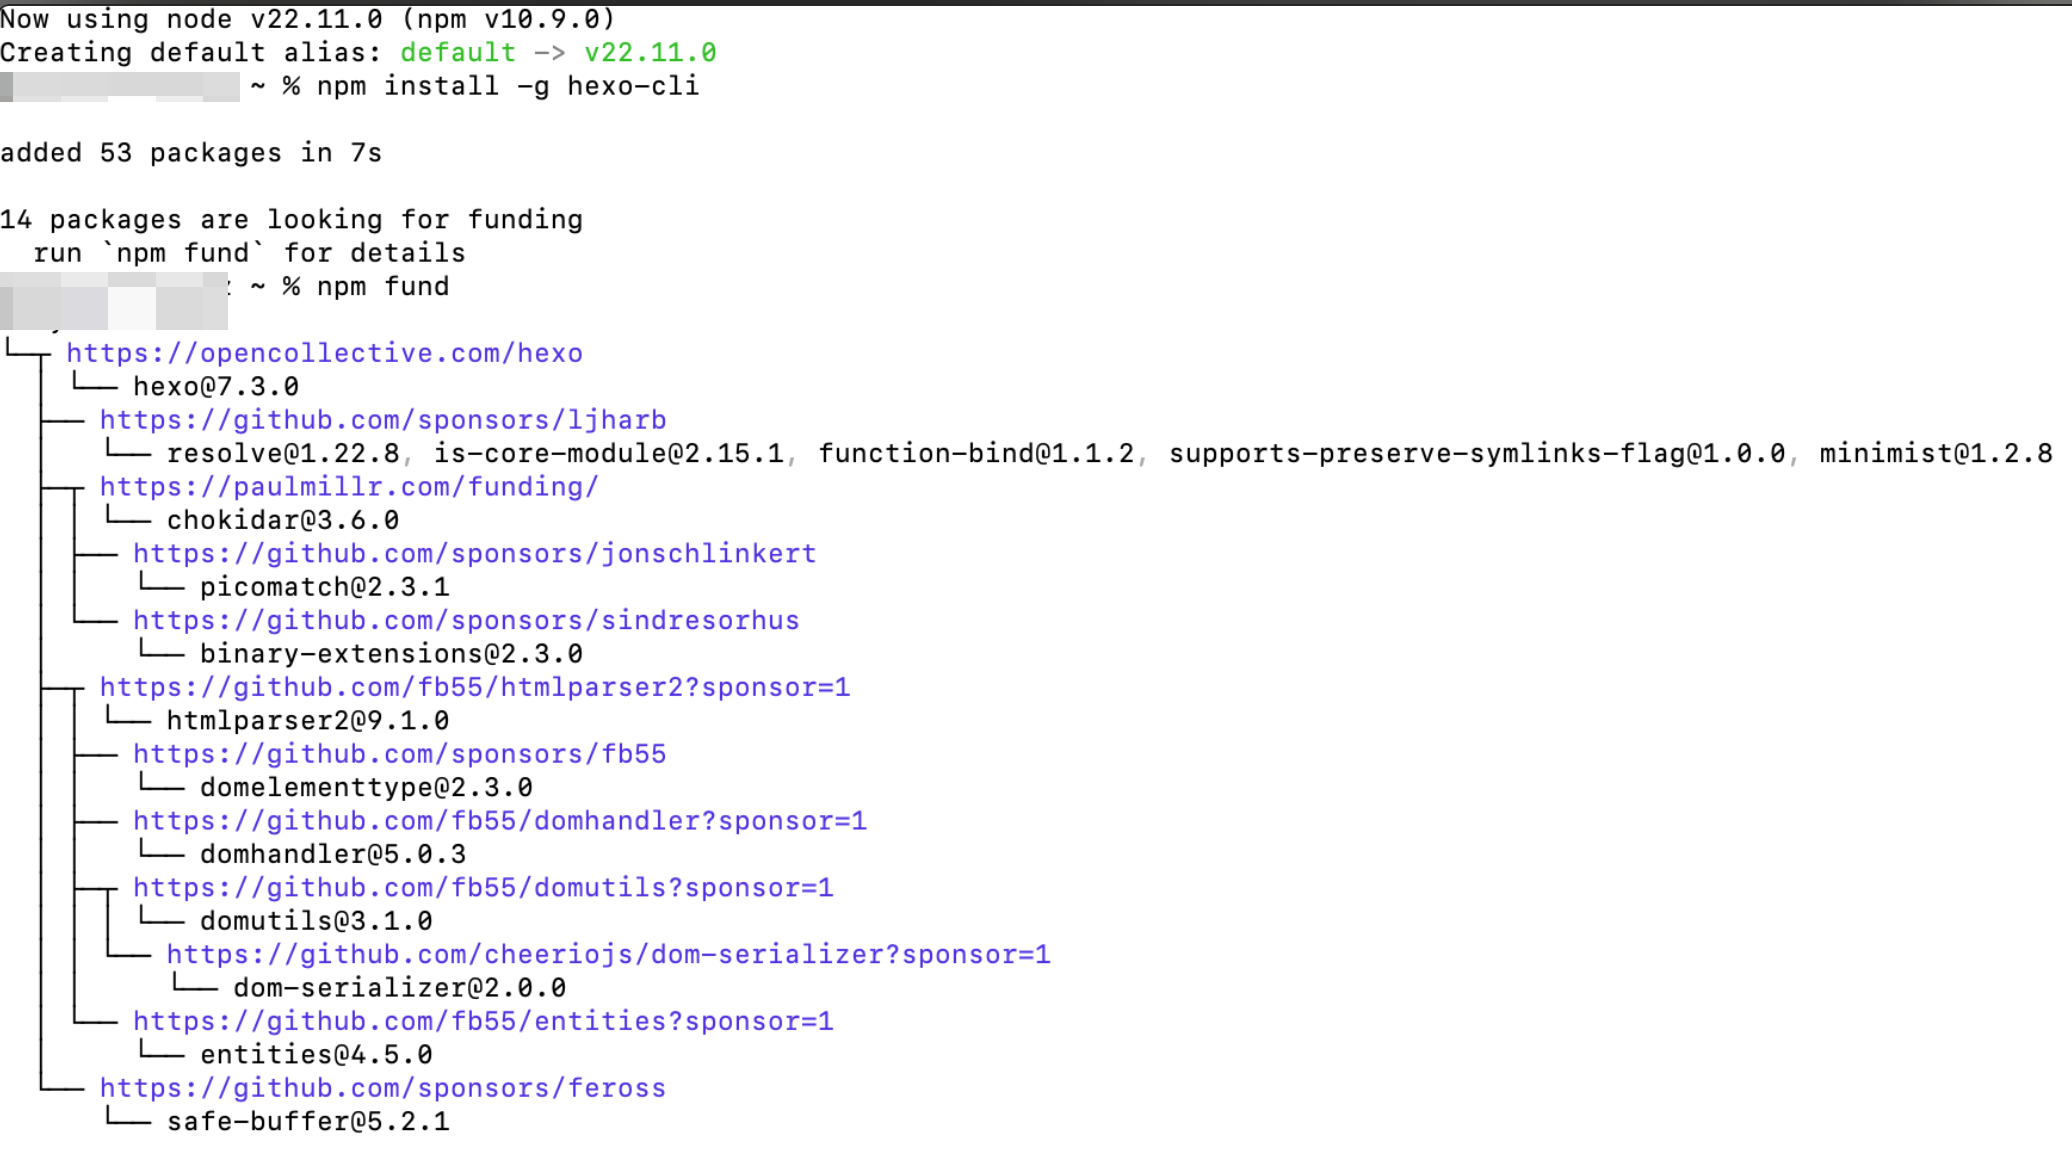 Now using node v22.11.0 (npm v10.9.0)
Creating default alias: default -> v22.11.0
~ % npm install -g hexo-cli
added 53 packages in 7s
14 packages are looking for funding
run `npm fund` for details
~ % npm fund
https://opencollective.com/hexo
hexo@7.3.0
https://github.com/sponsors/ljharb
resolve@1.22.8, is-core-module@2.15.1, function-bind@1.1.2, supports-preserve-symlinks-flag@1.0.0, minimist@1.2.8
https://paulmillr.com/funding/
chokidar@3.6.0
https://github.com/sponsors/jonschlinkert
picomatch@2.3.1
https://github.com/sponsors/sindresorhus
binary-extensions@2.3.0
https://github.com/fb55/htmlparser2?sponsor=1
htmlparser2@9.1.0
https://github.com/sponsors/fb55
domelementtype@2.3.0
https://github.com/fb55/domhandler?sponsor=1
domhandler@5.0.3
https://github.com/fb55/domutils?sponsor=1
domutils@3.1.0
https://github.com/cheeriojs/dom-serializer?sponsor=1
dom-serializer@2.0.0
https://github.com/fb55/entities?sponsor=1
entities@4.5.0
https://github.com/sponsors/feross
safe-buffer@5.2.1